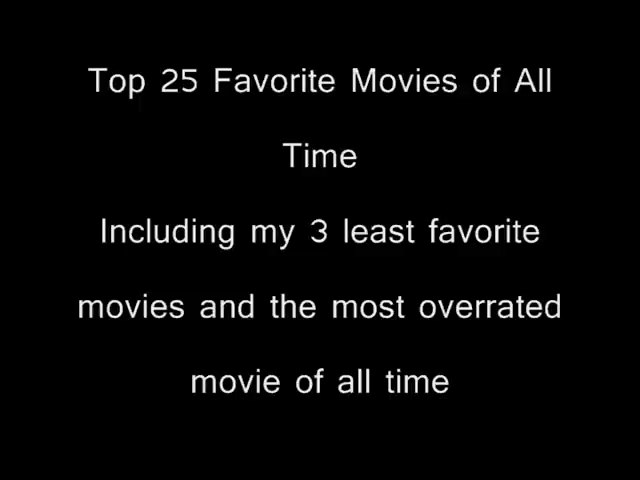 Top 25 Favorite Movies of All
Time
Including my 3 least favorite
movies and the most overrated
movie of all time